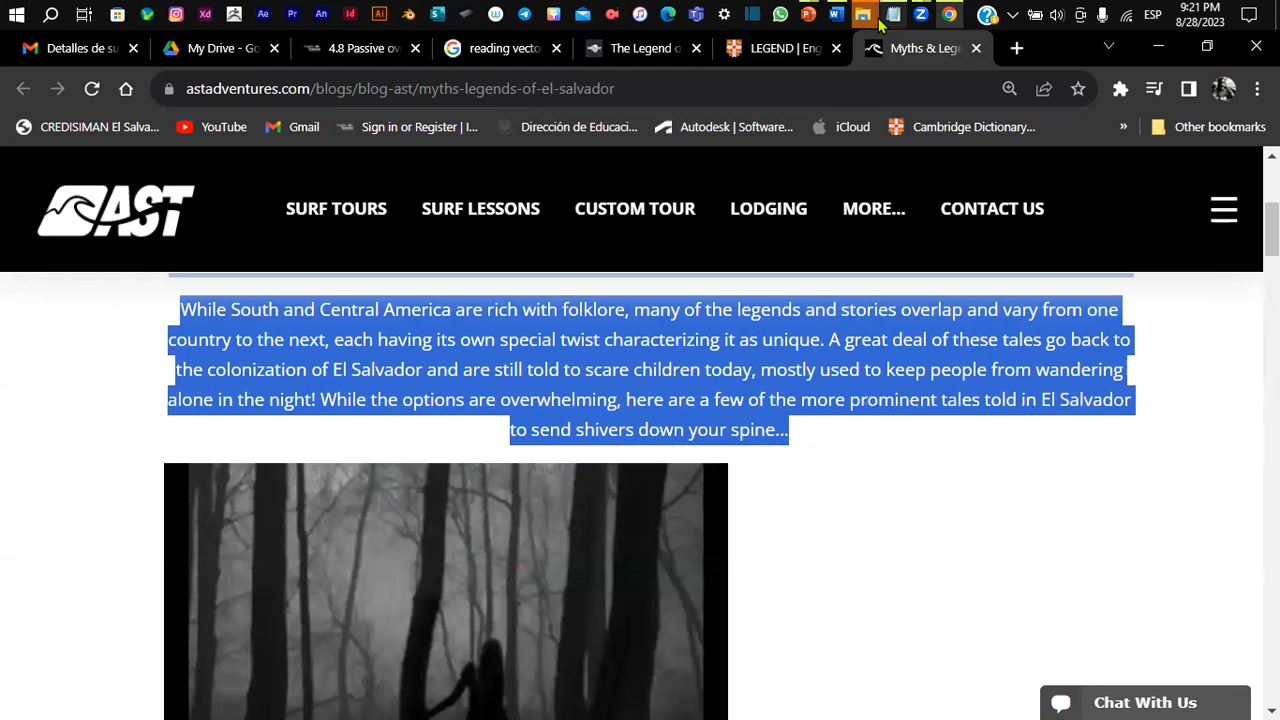 9:21 PM
ESP
8/28/2023
Detalles de su
My Drive - Go
4.8 Passive ov
reading vecto
The Legend o
LEGEND | Eng
Myths & Lege
astadventures.com/blogs/blog-ast/myths-legends-of-el-salvador
CREDISIMAN El Salva...
YouTube
Gmail
Sign in or Register | I...
Dirección de Educaci...
Autodesk | Software...
iCloud
Cambridge Dictionary...
»
Other bookmarks
AST
SURF TOURS
SURF LESSONS
CUSTOM TOUR
LODGING
MORE...
CONTACT US
While South and Central America are rich with folklore, many of the legends and stories overlap and vary from one
country to the next, each having its own special twist characterizing it as unique. A great deal of these tales go back to
the colonization of El Salvador and are still told to scare children today, mostly used to keep people from wandering
alone in the night! While the options are overwhelming, here are a few of the more prominent tales told in El Salvador
to send shivers down your spine...
Chat With Us